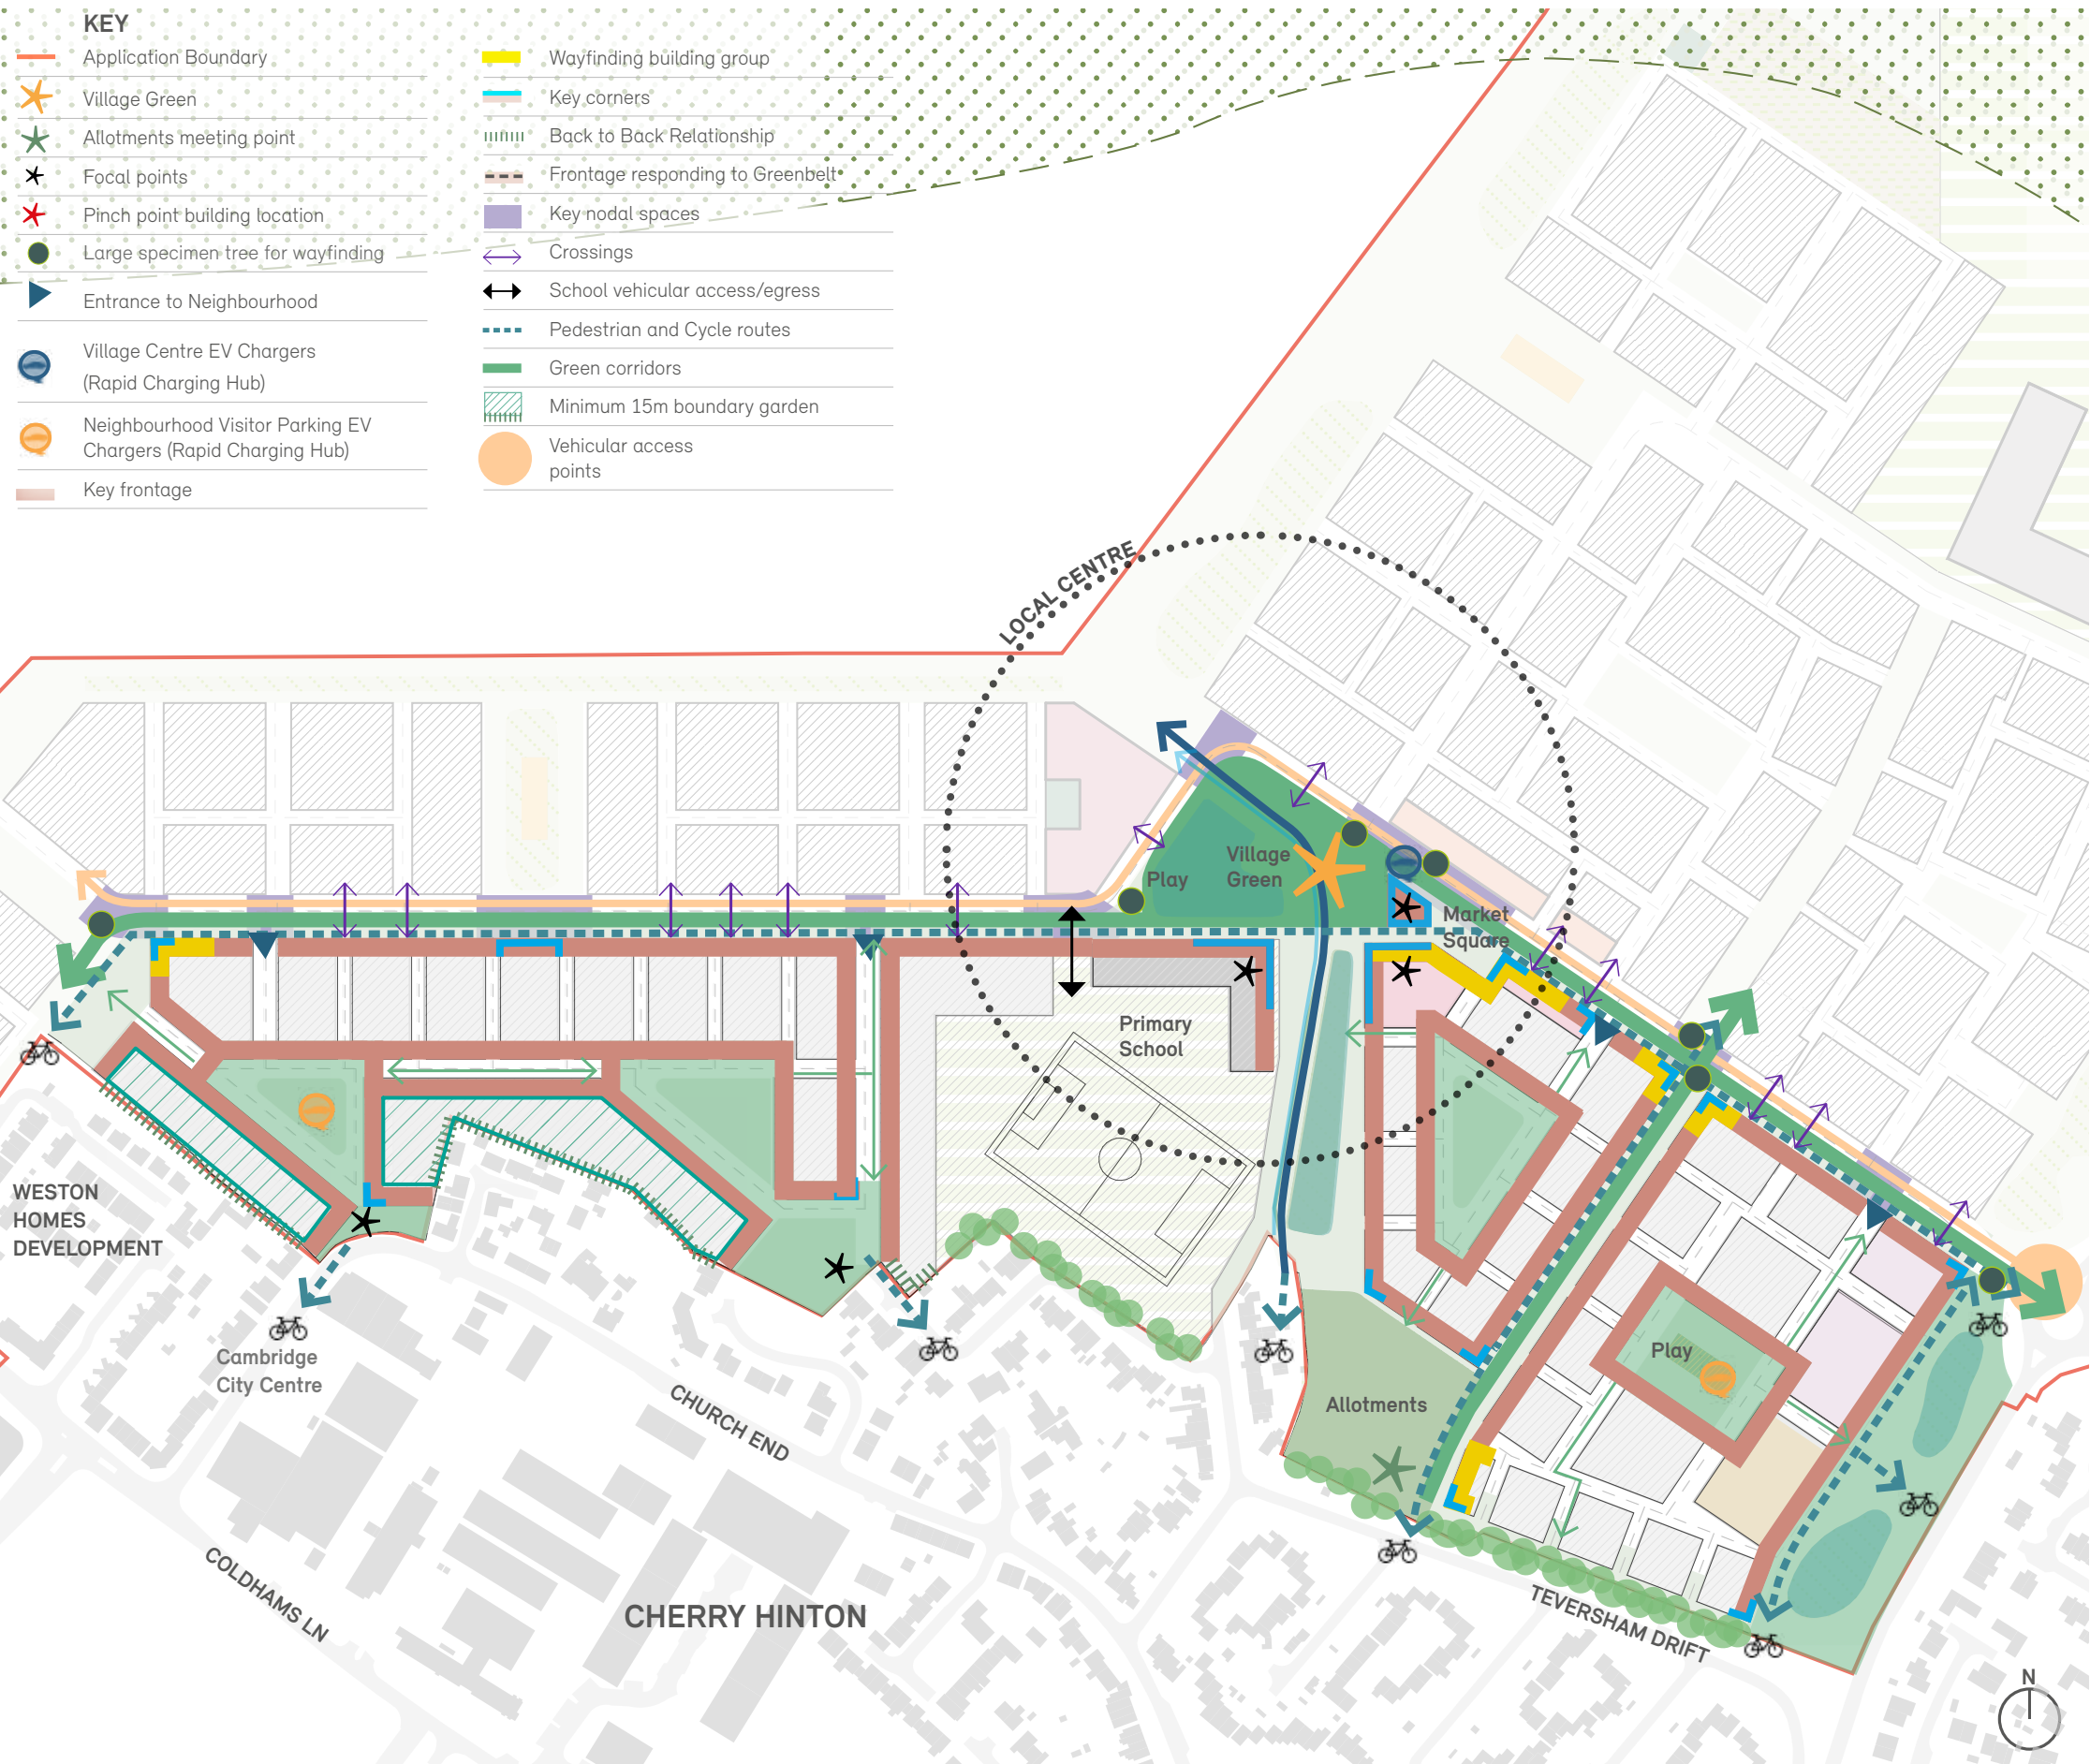 KEY
Application Boundary
Village Green
Allotments meeting point
Focal points
Pinch point building location
Large specimen tree for wayfinding
Entrance to Neighbourhood
Village Centre EV Chargers
(Rapid Charging Hub)
Neighbourhood Visitor Parking EV
Chargers (Rapid Charging Hub)
Key frontage
Wayfinding building group
Key corners
Back to Back Relationship
Frontage responding to Greenbelt
Key nodal spaces
Crossings
School vehicular access/egress
Pedestrian and Cycle routes
Green corridors
Minimum 15m boundary garden
Vehicular access
points
LOCAL CENTRE
Village
Green
Play
Market
Square
Primary
School
WESTON
HOMES
DEVELOPMENT
Cambridge
City Centre
Play
Allotments
CHURCH END
COLDHAMS LN
CHERRY HINTON
TEVERSHAM DRIFT
N